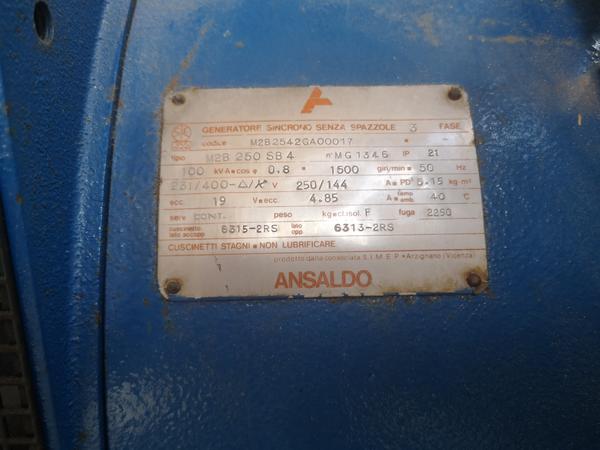 GENERATORE SINCRONO SENZA SPAZZOLE 3 FASE
codice M2B2542GA00017
tipo M2B 250 SB 4 n° MG1346 IP 21
100 kVA•cos φ 0.8 • 1500 giri/min• 50 Hz
231/400-△/Y V 250/144 A• PD² 5.15 kg•m²
ecc. 19 V•ecc. 4.85 A• temp amb. 40 °C
serv CONT. peso kg•cl.isol. F fuga 2250
cuscinetto lato accopp 6315-2RS lato opp 6313-2RS
CUSCINETTI STAGNI • NON LUBRIFICARE
prodotto dalla consociata S.I.M.E.P • Arzignano (Vicenza)
ANSALDO